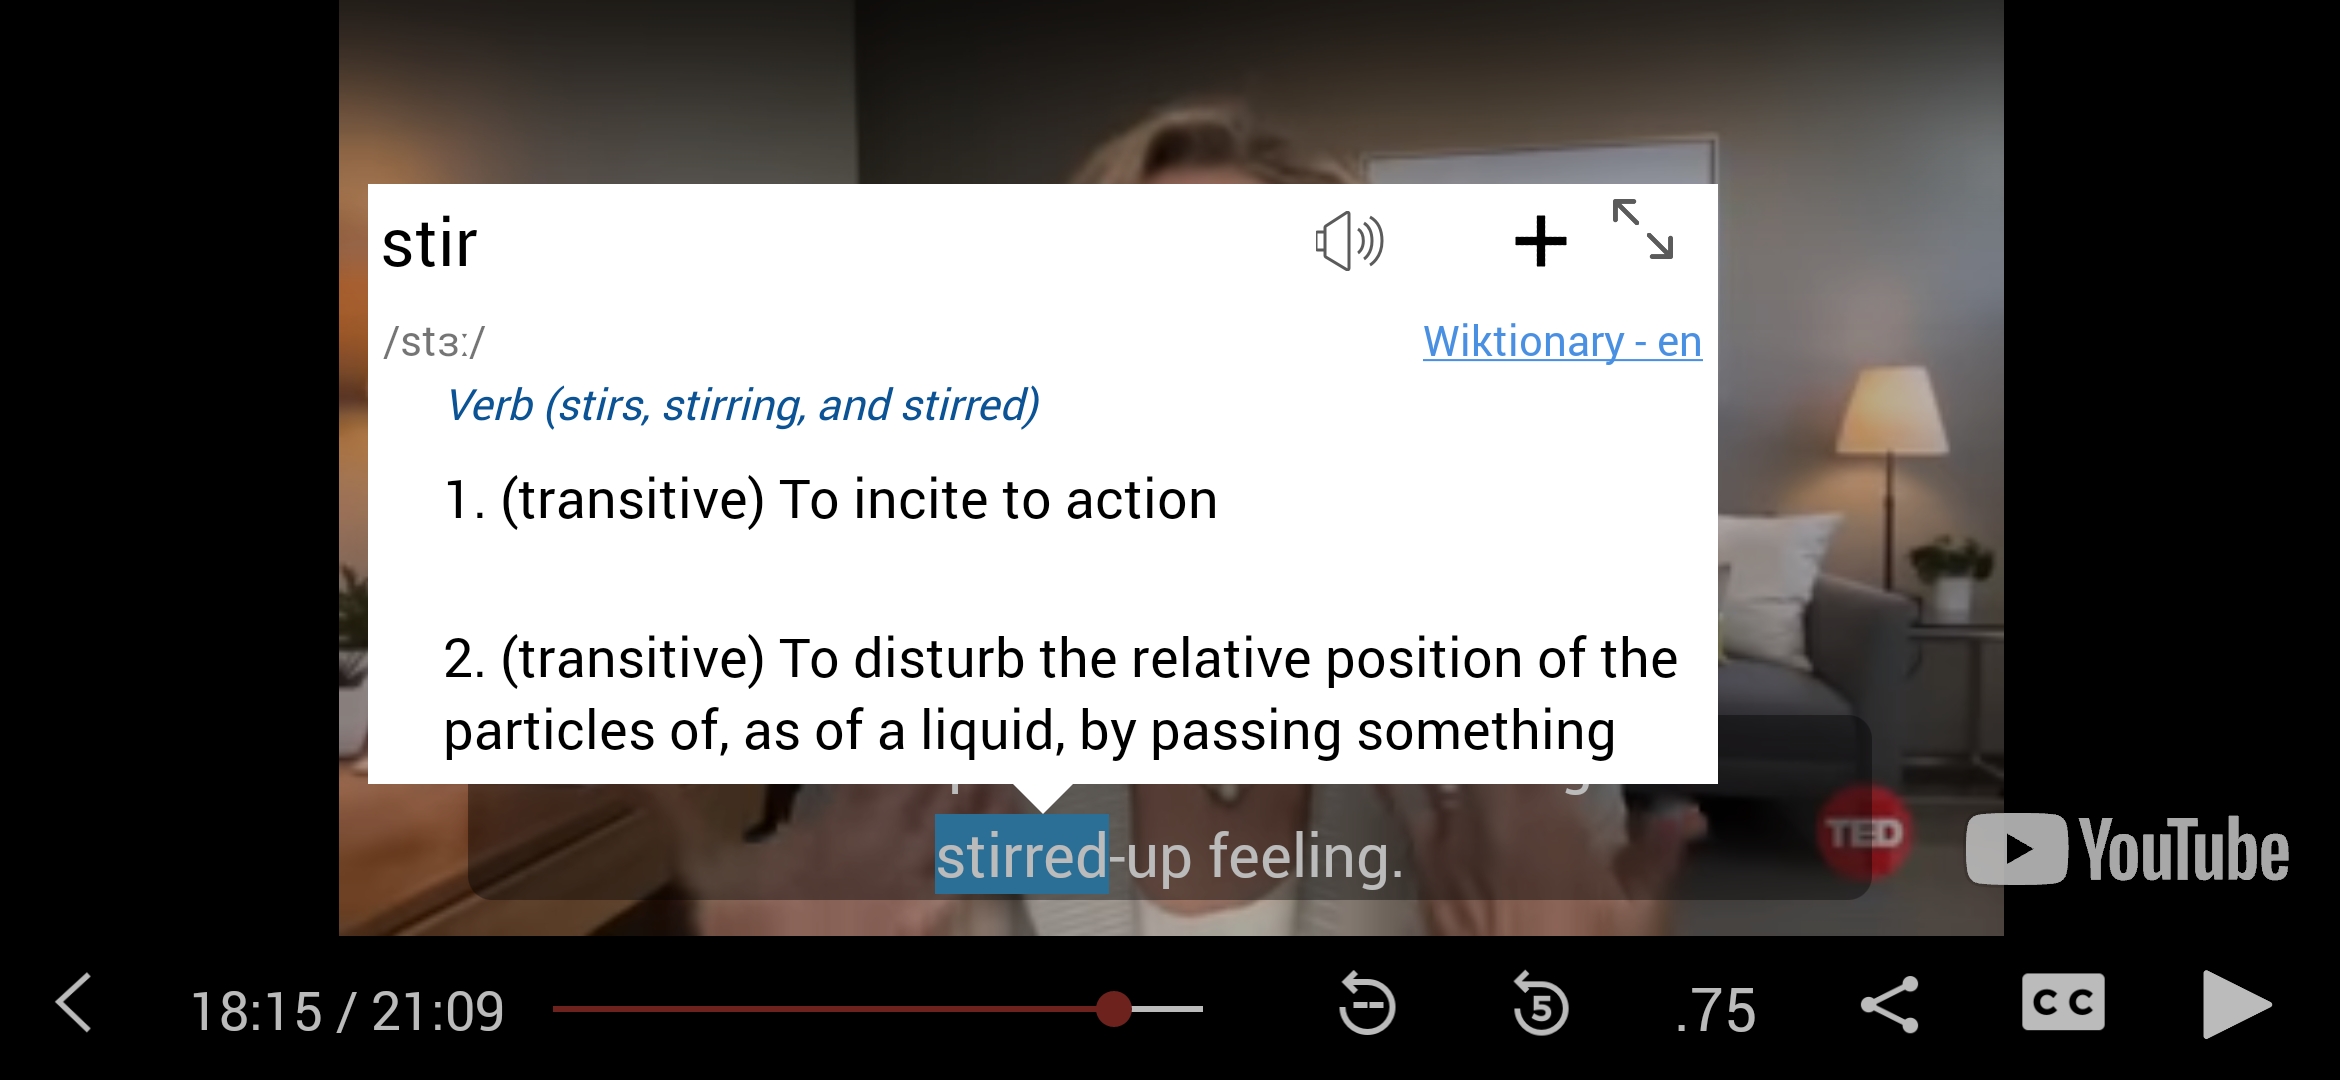 stir
/stɜː/
Wiktionary - en
Verb (stirs, stirring, and stirred)
1. (transitive) To incite to action
2. (transitive) To disturb the relative position of the
particles of, as of a liquid, by passing something
stirred-up feeling.
TED
YouTube
18:15 / 21:09
5
.75
CC